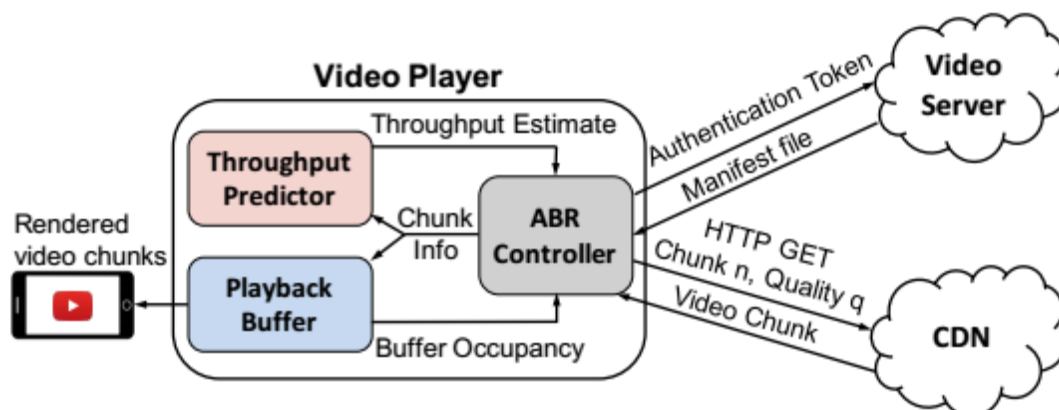 Video Player
Throughput Estimate
Throughput
Predictor
Chunk
Info
ABR
Controller
Playback
Buffer
Buffer Occupancy
Rendered
video chunks
Authentication Token
Manifest file
Video
Server
HTTP GET
Chunk n, Quality q
Video Chunk
CDN